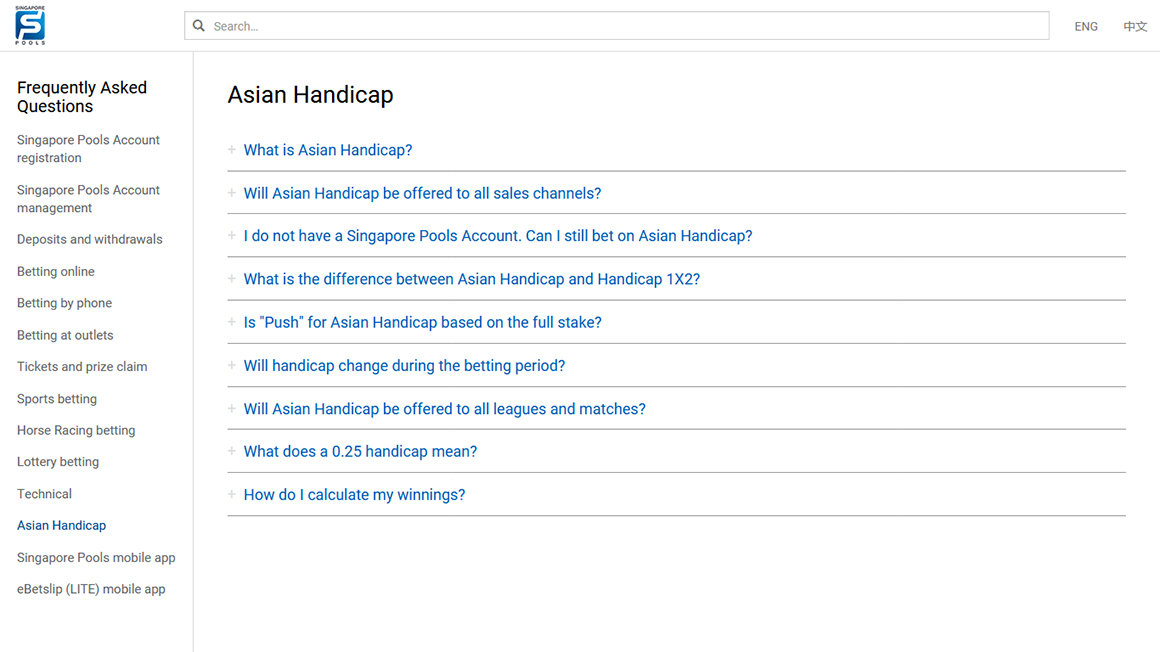 SINGAPORE
S
POOLS
Search...
ENG
中文
Frequently Asked
Questions
Singapore Pools Account
registration
Singapore Pools Account
management
Deposits and withdrawals
Betting online
Betting by phone
Betting at outlets
Tickets and prize claim
Sports betting
Horse Racing betting
Lottery betting
Technical
Asian Handicap
Singapore Pools mobile app
eBetslip (LITE) mobile app
Asian Handicap
+ What is Asian Handicap?
+ Will Asian Handicap be offered to all sales channels?
+ I do not have a Singapore Pools Account. Can I still bet on Asian Handicap?
+ What is the difference between Asian Handicap and Handicap 1X2?
+ Is "Push" for Asian Handicap based on the full stake?
+ Will handicap change during the betting period?
+ Will Asian Handicap be offered to all leagues and matches?
+ What does a 0.25 handicap mean?
+ How do I calculate my winnings?